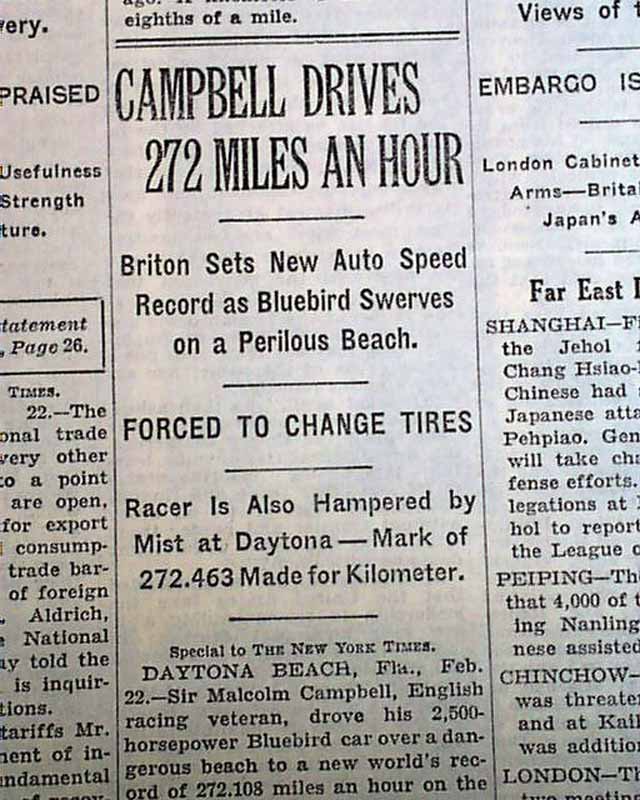 very.
PRAISED
Usefulness
Strength
ture.
tatement
, Page 26.
TIMES.
22.—The
onal trade
very other
to a point
are open,
for export
consump-
trade bar-
of foreign
Aldrich,
National
ay told the
is inquir-
tions.
tariffs Mr.
ment of in-
undamental
eighths of a mile.
CAMPBELL DRIVES
272 MILES AN HOUR
Briton Sets New Auto Speed
Record as Bluebird Swerves
on a Perilous Beach.
FORCED TO CHANGE TIRES
Racer Is Also Hampered by
Mist at Daytona—Mark of
272.463 Made for Kilometer.
Special to THE NEW YORK TIMES.
DAYTONA BEACH, Fla., Feb.
22.—Sir Malcolm Campbell, English
racing veteran, drove his 2,500-
horsepower Bluebird car over a dan-
gerous beach to a new world's rec-
ord of 272.108 miles an hour on the
Views of t
EMBARGO IS
London Cabinet
Arms—Brita
Japan's A
Far East
SHANGHAI—F
the Jehol
Chang Hsiao-
Chinese had
Japanese atta
Pehpiao. Gen
will take cha
fense efforts.
legations at
hol to report
the League o
PEIPING—Th
that 4,000 of t
ing Nanling
nese assisted
CHINCHOW—
was threate
and at Kail
was addition
LONDON—Th
two meeting